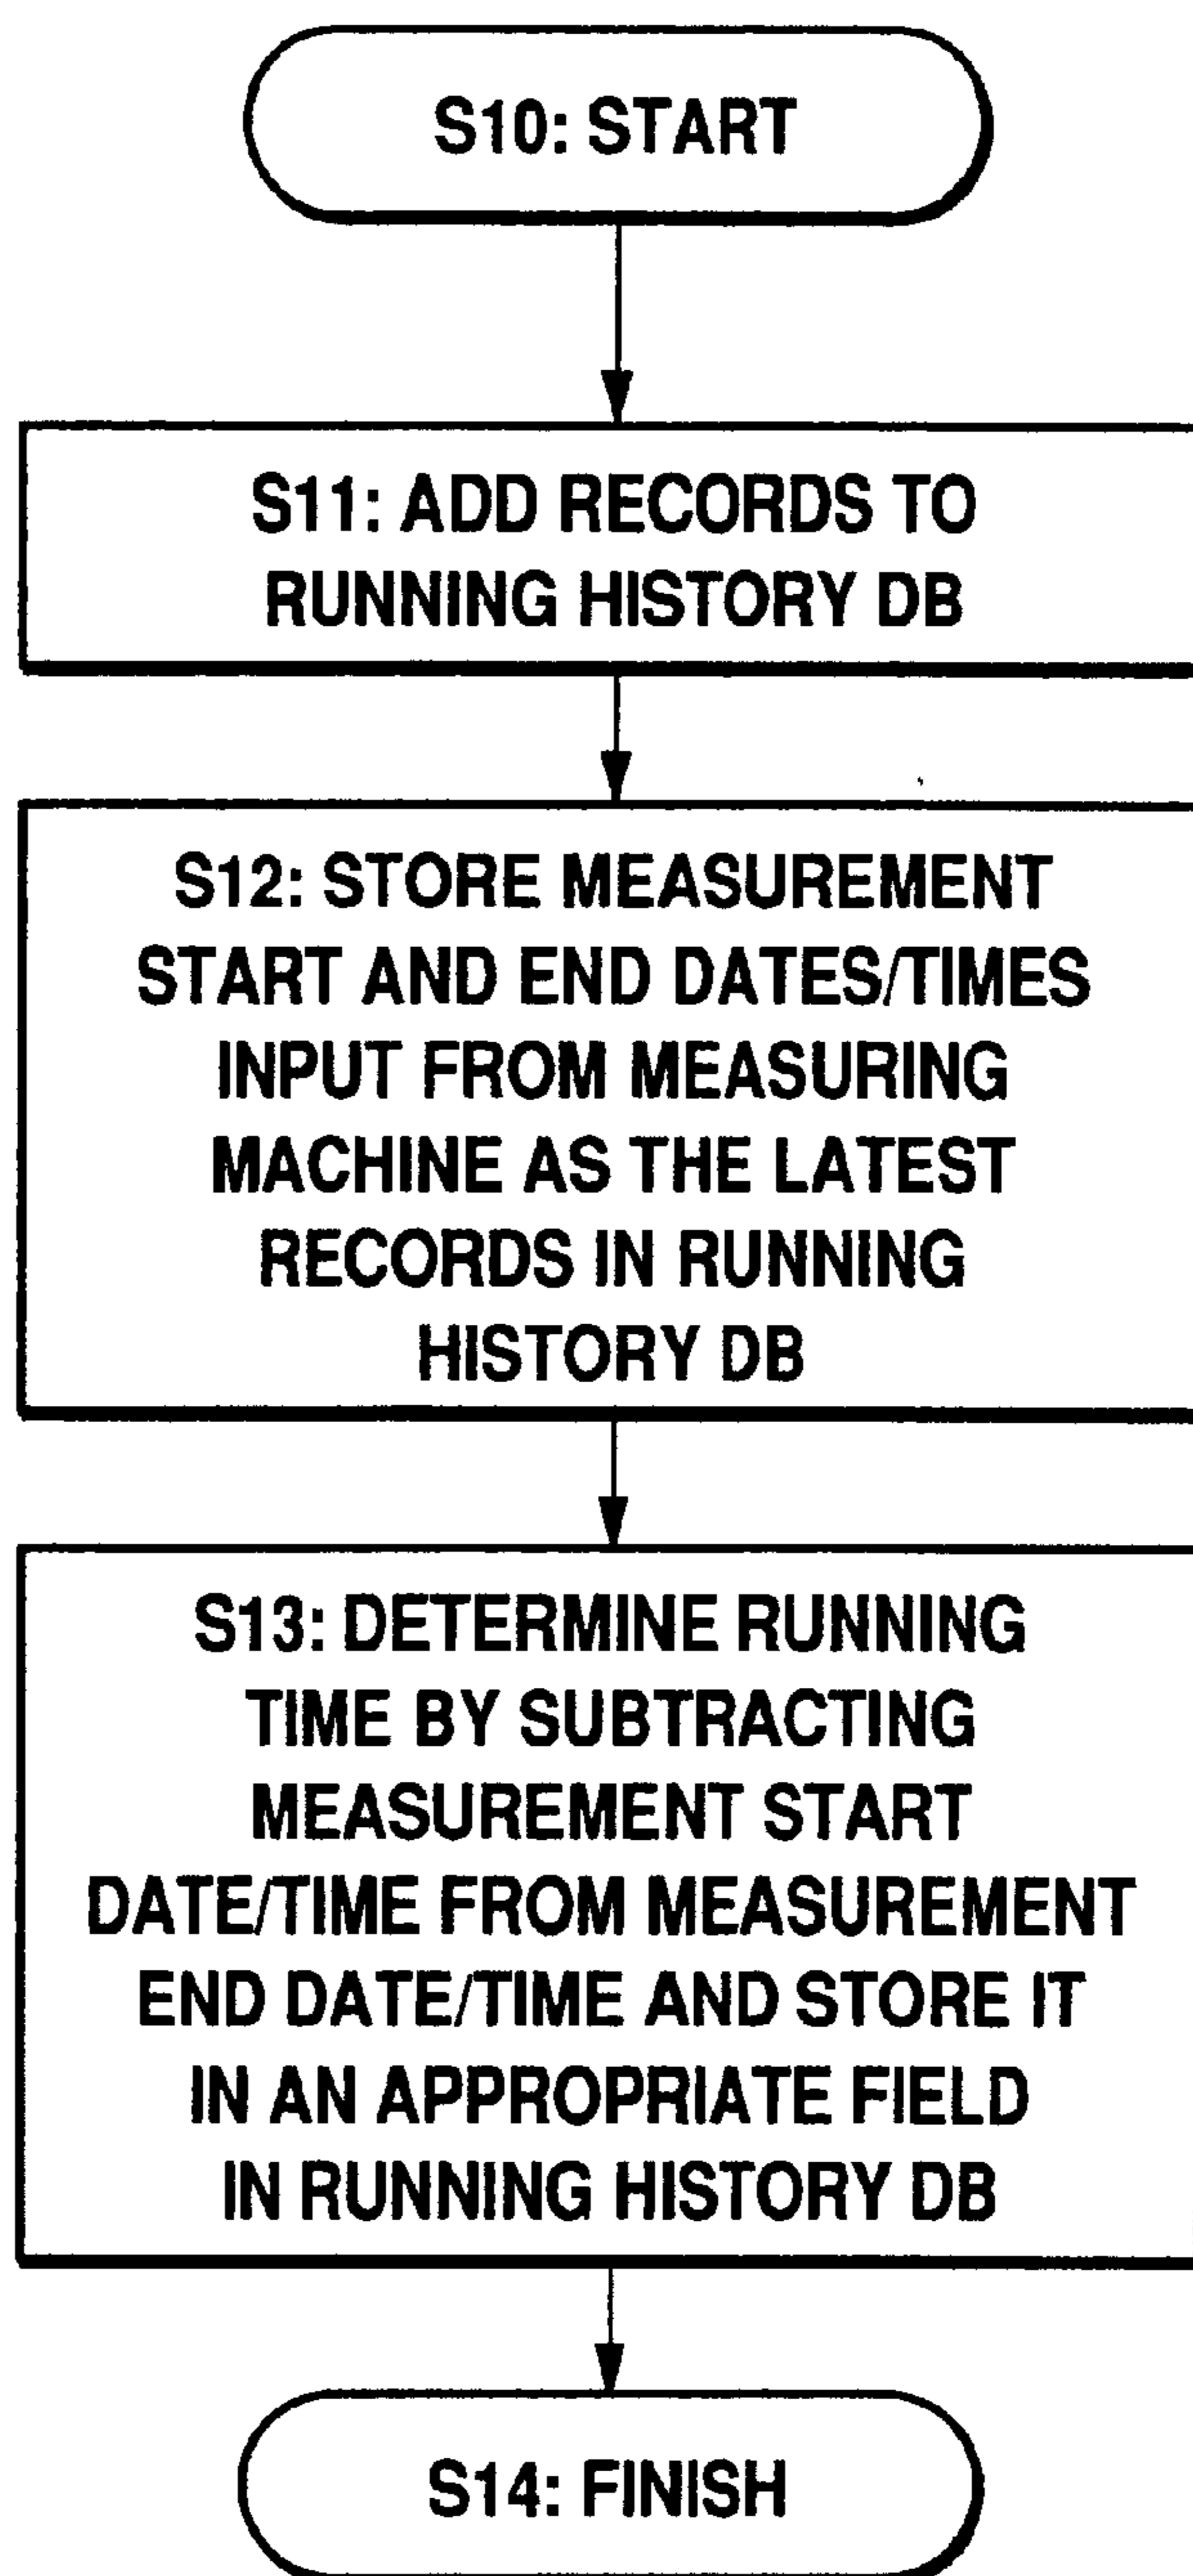 S10: START
S11: ADD RECORDS TO
RUNNING HISTORY DB
S12: STORE MEASUREMENT
START AND END DATES/TIMES
INPUT FROM MEASURING
MACHINE AS THE LATEST
RECORDS IN RUNNING
HISTORY DB
S13: DETERMINE RUNNING
TIME BY SUBTRACTING
MEASUREMENT START
DATE/TIME FROM MEASUREMENT
END DATE/TIME AND STORE IT
IN AN APPROPRIATE FIELD
IN RUNNING HISTORY DB
S14: FINISH